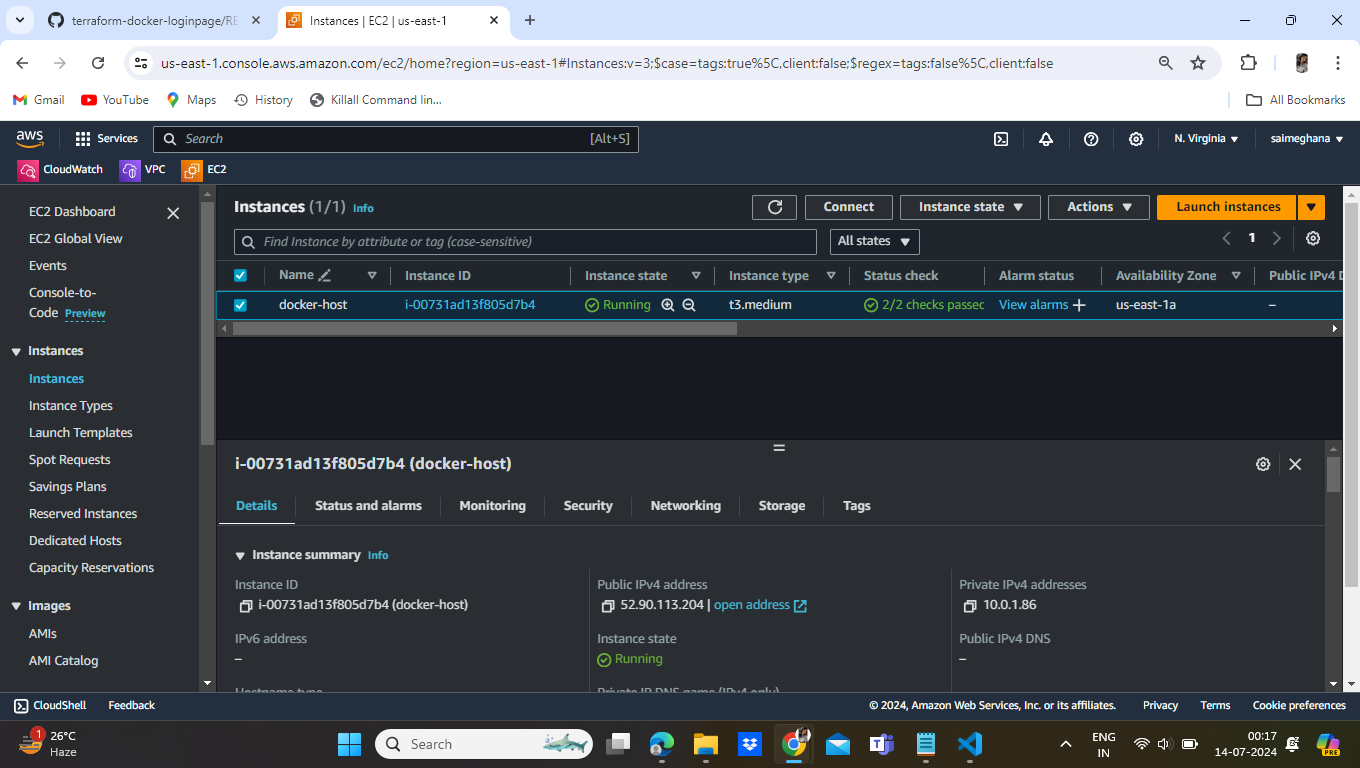 terraform-docker-loginpage/RE
Instances | EC2 | us-east-1
us-east-1.console.aws.amazon.com/ec2/home?region=us-east-1#Instances:v=3;$case=tags:true%5C,client:false;$regex=tags:false%5C,client:false
Gmail YouTube Maps History Killall Command lin... All Bookmarks
aws Services Search [Alt+S] N. Virginia saimeghana
CloudWatch VPC EC2
EC2 Dashboard
EC2 Global View
Events
Console-to-
Code Preview
Instances
Instances
Instance Types
Launch Templates
Spot Requests
Savings Plans
Reserved Instances
Dedicated Hosts
Capacity Reservations
Images
AMIs
AMI Catalog
Instances (1/1) Info Connect Instance state Actions Launch instances
Find Instance by attribute or tag (case-sensitive) All states 1
Name Instance ID Instance state Instance type Status check Alarm status Availability Zone Public IPv4 D
docker-host i-00731ad13f805d7b4 Running t3.medium 2/2 checks passec View alarms + us-east-1a –
i-00731ad13f805d7b4 (docker-host)
Details Status and alarms Monitoring Security Networking Storage Tags
Instance summary Info
Instance ID Public IPv4 address Private IPv4 addresses
i-00731ad13f805d7b4 (docker-host) 52.90.113.204 | open address 10.0.1.86
IPv6 address Instance state Public IPv4 DNS
– Running –
Hostname type Private IP DNS name (IPv4 only)
CloudShell Feedback © 2024, Amazon Web Services, Inc. or its affiliates. Privacy Terms Cookie preferences
1 26°C Search ENG 00:17
Haze IN 14-07-2024
PRE